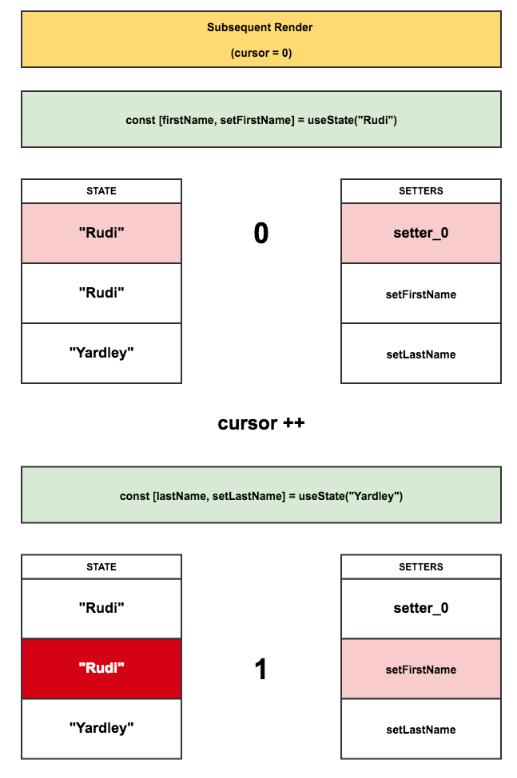 Subsequent Render
(cursor = 0)
const [firstName, setFirstName] = useState("Rudi")
STATE
SETTERS
"Rudi"
0
setter_0
"Rudi"
setFirstName
"Yardley"
setLastName
cursor ++
const [lastName, setLastName] = useState("Yardley")
STATE
SETTERS
"Rudi"
setter_0
"Rudi"
1
setFirstName
"Yardley"
setLastName